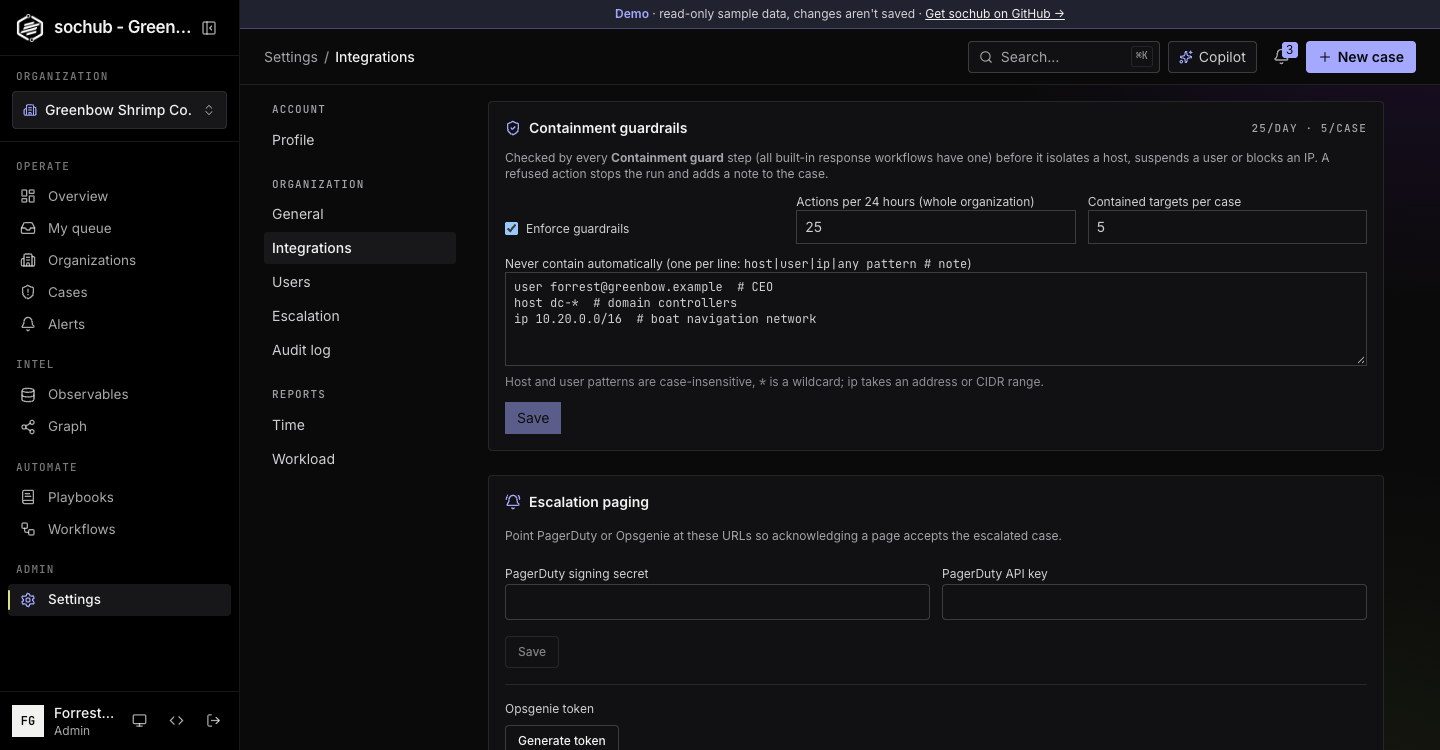 Demo · read-only sample data, changes aren't saved · Get sochub on GitHub →
sochub - Green...
ORGANIZATION
Greenbow Shrimp Co.
OPERATE
Overview
My queue
Organizations
Cases
Alerts
INTEL
Observables
Graph
AUTOMATE
Playbooks
Workflows
ADMIN
Settings
FG
Forrest...
Admin
Settings / Integrations
Search...
⌘K
Copilot
3
+ New case
ACCOUNT
Profile
ORGANIZATION
General
Integrations
Users
Escalation
Audit log
REPORTS
Time
Workload
Containment guardrails
25/DAY · 5/CASE
Checked by every Containment guard step (all built-in response workflows have one) before it isolates a host, suspends a user or blocks an IP. A
refused action stops the run and adds a note to the case.
Enforce guardrails
Actions per 24 hours (whole organization)
25
Contained targets per case
5
Never contain automatically (one per line: host|user|ip|any pattern # note)
user forrest@greenbow.example  # CEO
host dc-*  # domain controllers
ip 10.20.0.0/16  # boat navigation network
Host and user patterns are case-insensitive, * is a wildcard; ip takes an address or CIDR range.
Save
Escalation paging
Point PagerDuty or Opsgenie at these URLs so acknowledging a page accepts the escalated case.
PagerDuty signing secret
PagerDuty API key
Save
Opsgenie token
Generate token